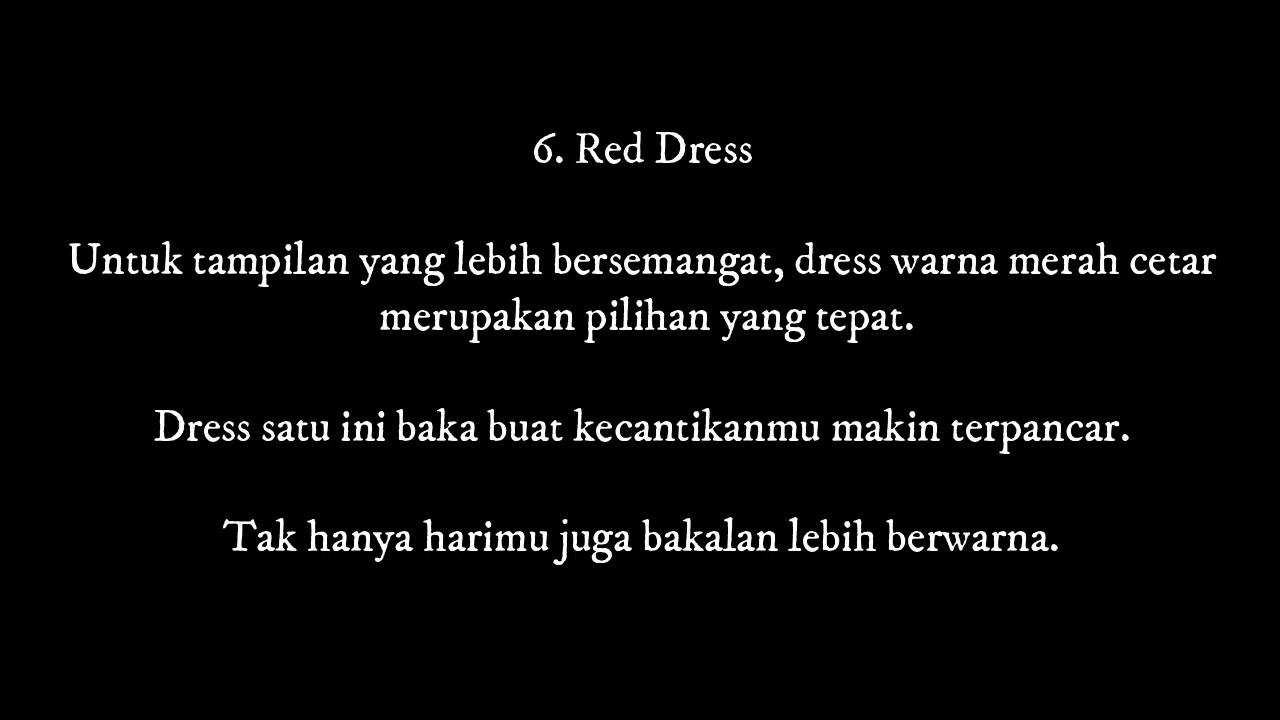 6. Red Dress
Untuk tampilan yang lebih bersemangat, dress warna merah cetar
merupakan pilihan yang tepat.
Dress satu ini baka buat kecantikanmu makin terpancar.
Tak hanya harimu juga bakalan lebih berwarna.